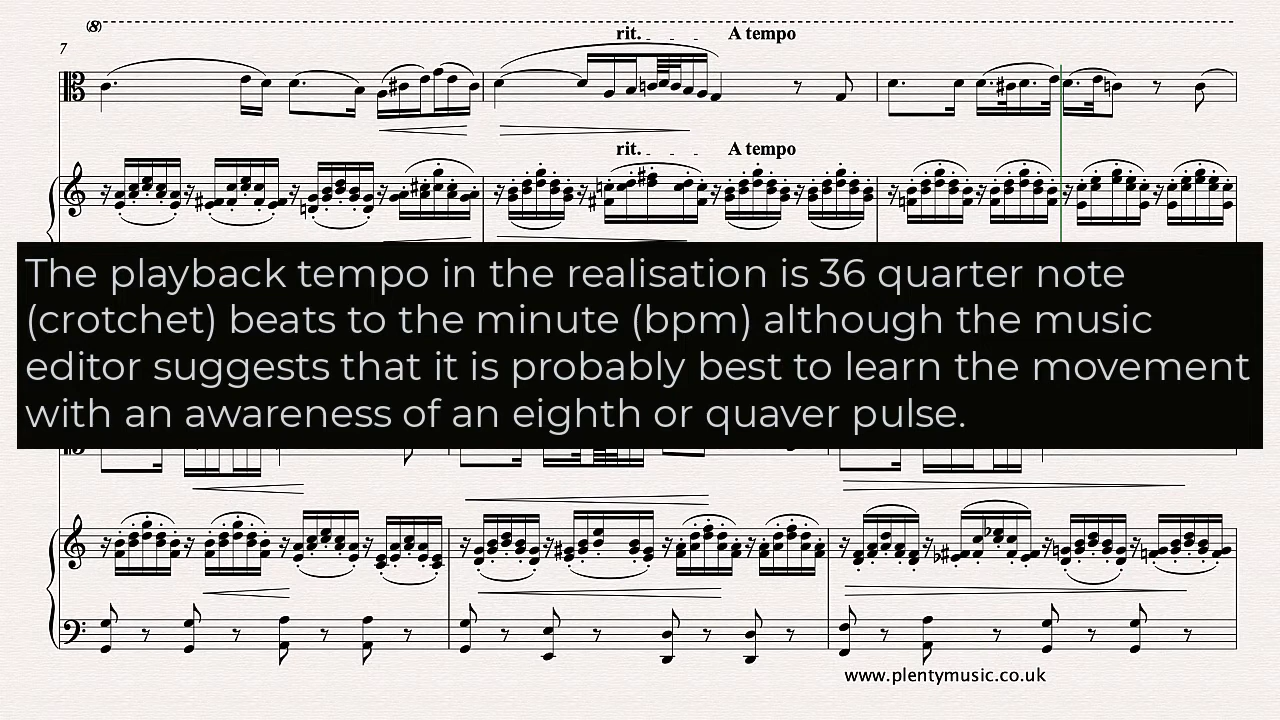 (8)
7
rit. A tempo
rit. A tempo
The playback tempo in the realisation is 36 quarter note
(crotchet) beats to the minute (bpm) although the music
editor suggests that it is probably best to learn the movement
with an awareness of an eighth or quaver pulse.
www.plentymusic.co.uk